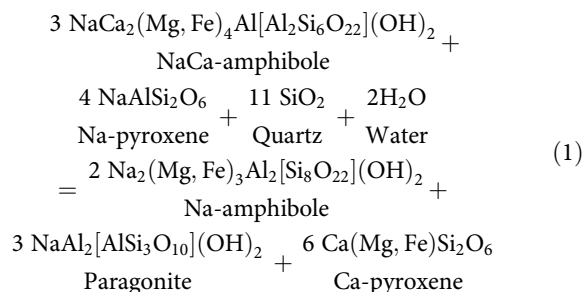 3 NaCa₂(Mg, Fe)₄Al[Al₂Si₆O₂₂](OH)₂ +
NaCa-amphibole
4 NaAlSi₂O₆ + 11 SiO₂ + 2H₂O
Na-pyroxene Quartz Water
= 2 Na₂(Mg, Fe)₃Al₂[Si₈O₂₂](OH)₂ + (1)
Na-amphibole
3 NaAl₂[AlSi₃O₁₀](OH)₂ + 6 Ca(Mg, Fe)Si₂O₆
Paragonite Ca-pyroxene